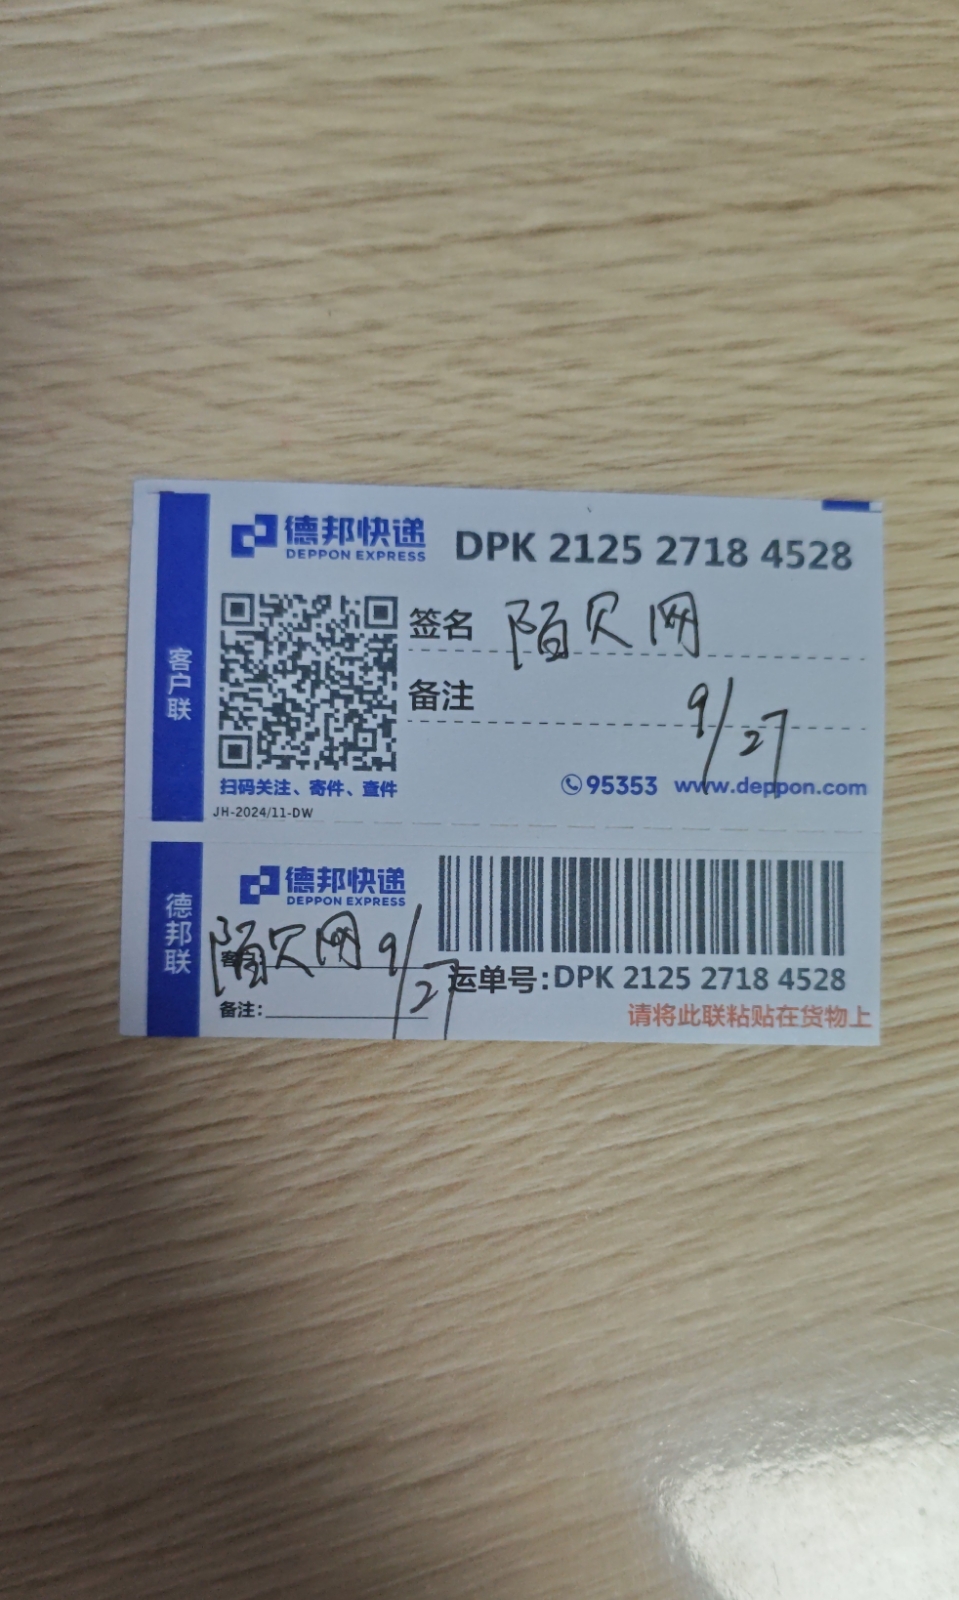 德邦快递 DPK 2125 2718 4528
DEPPON EXPRESS
客户联
签名 陌贝网
备注 9/27
扫码关注、寄件、查件
95353 www.deppon.com
JH-2024/11-DW
德邦联
德邦快递
DEPPON EXPRESS
陌贝网 9/27
运单号:DPK 2125 2718 4528
备注:
请将此联粘贴在货物上